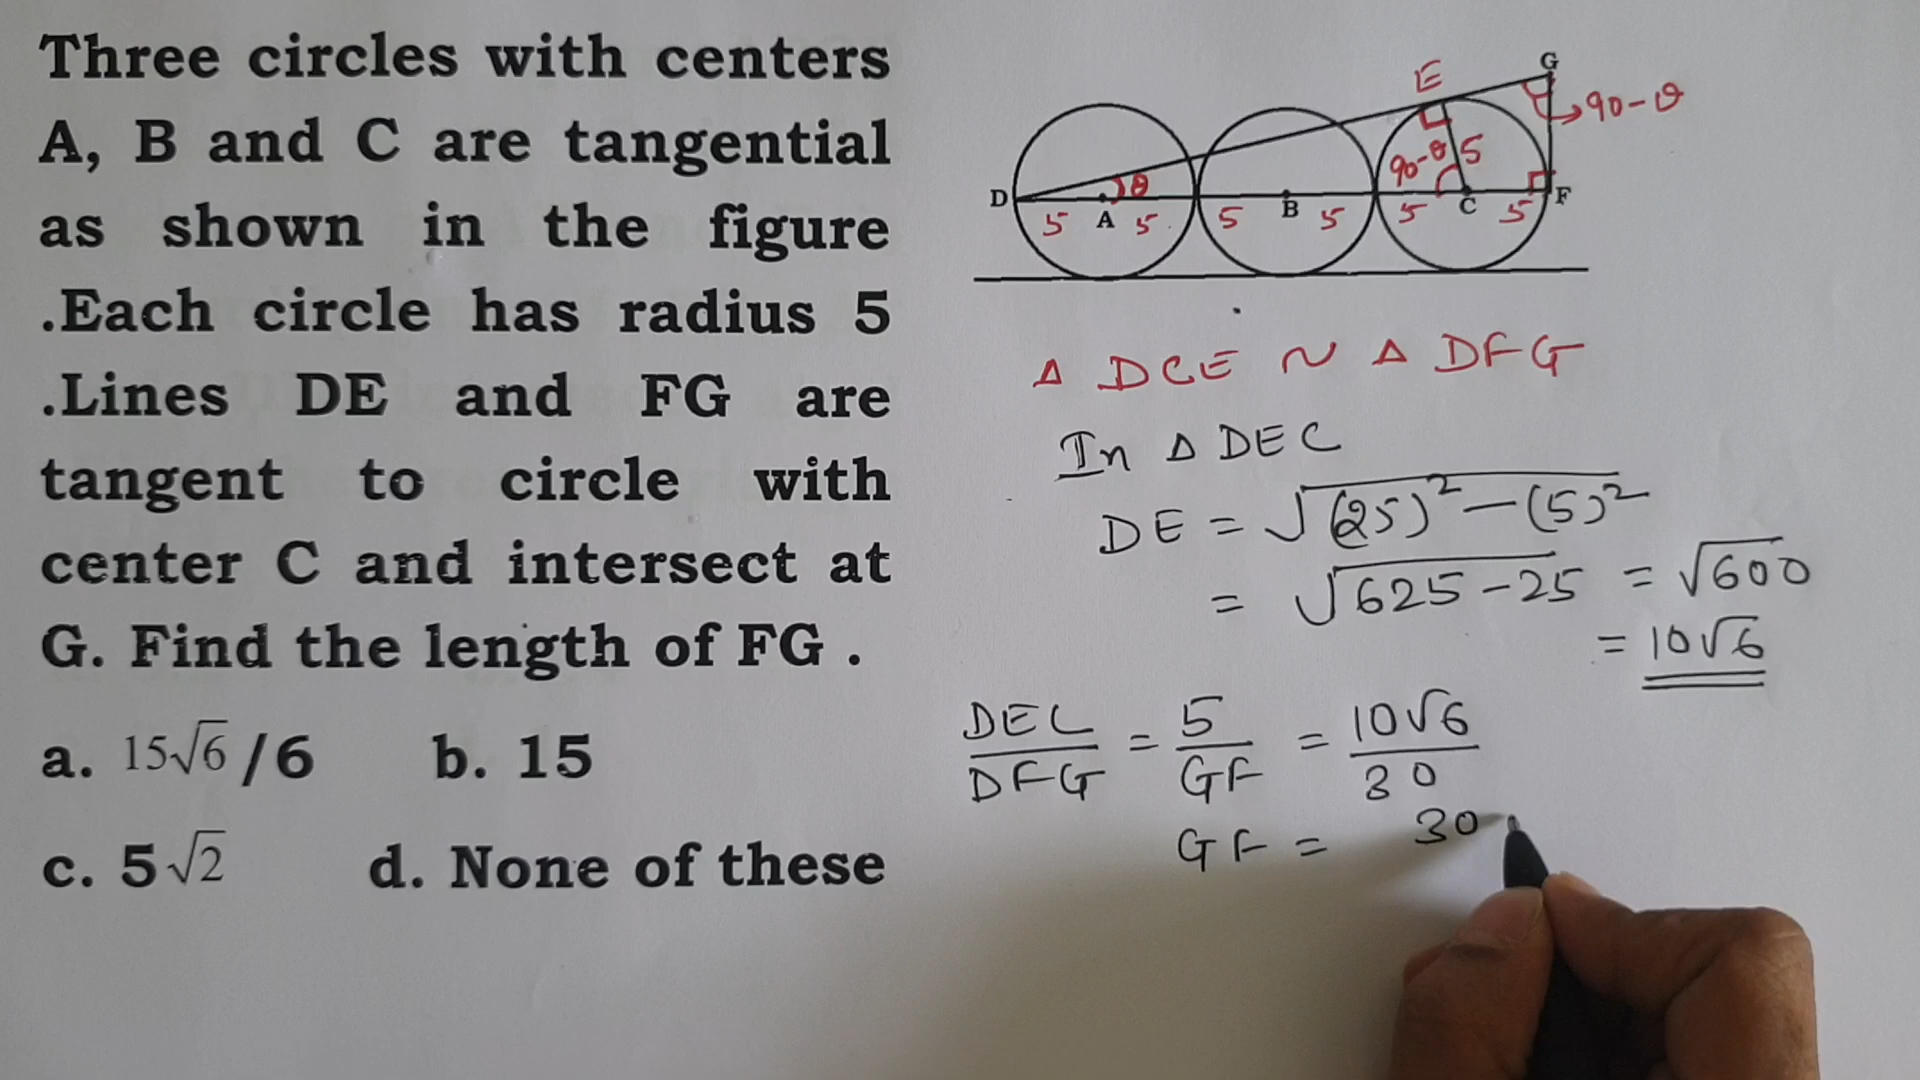 Three circles with centers
A, B and C are tangential
as shown in the figure
.Each circle has radius 5
.Lines DE and FG are
tangent to circle with
center C and intersect at
G. Find the length of FG .
a. 15√6 /6 b. 15
c. 5√2 d. None of these
E G
90-θ
90-θ 5
D θ F
5 A 5 5 B 5 5 C 5
Δ DCE ~ Δ DFG
In Δ DEC
DE = √(25)² - (5)²
= √625-25 = √600
= 10√6
DEC/DFG = 5/GF = 10√6/30
GF = 30